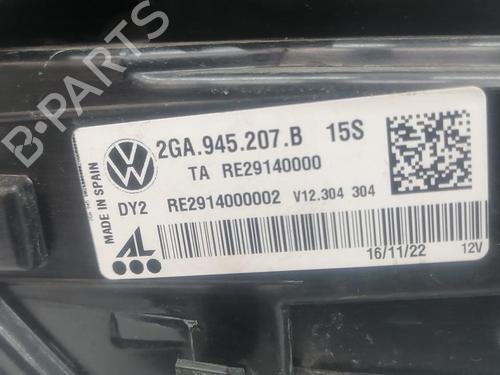 B-PARTS
2GA.945.207.B 15S
TA RE29140000
DY2 RE2914000002 V12.304 304
MADE IN SPAIN
AL
16/11/22 12V